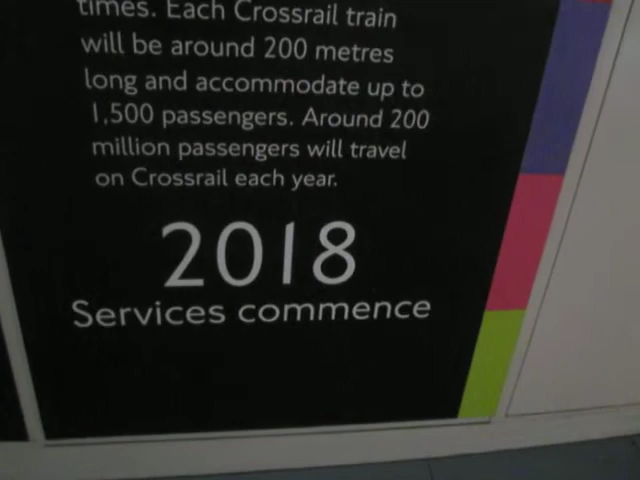 times. Each Crossrail train
will be around 200 metres
long and accommodate up to
1,500 passengers. Around 200
million passengers will travel
on Crossrail each year.
2018
Services commence